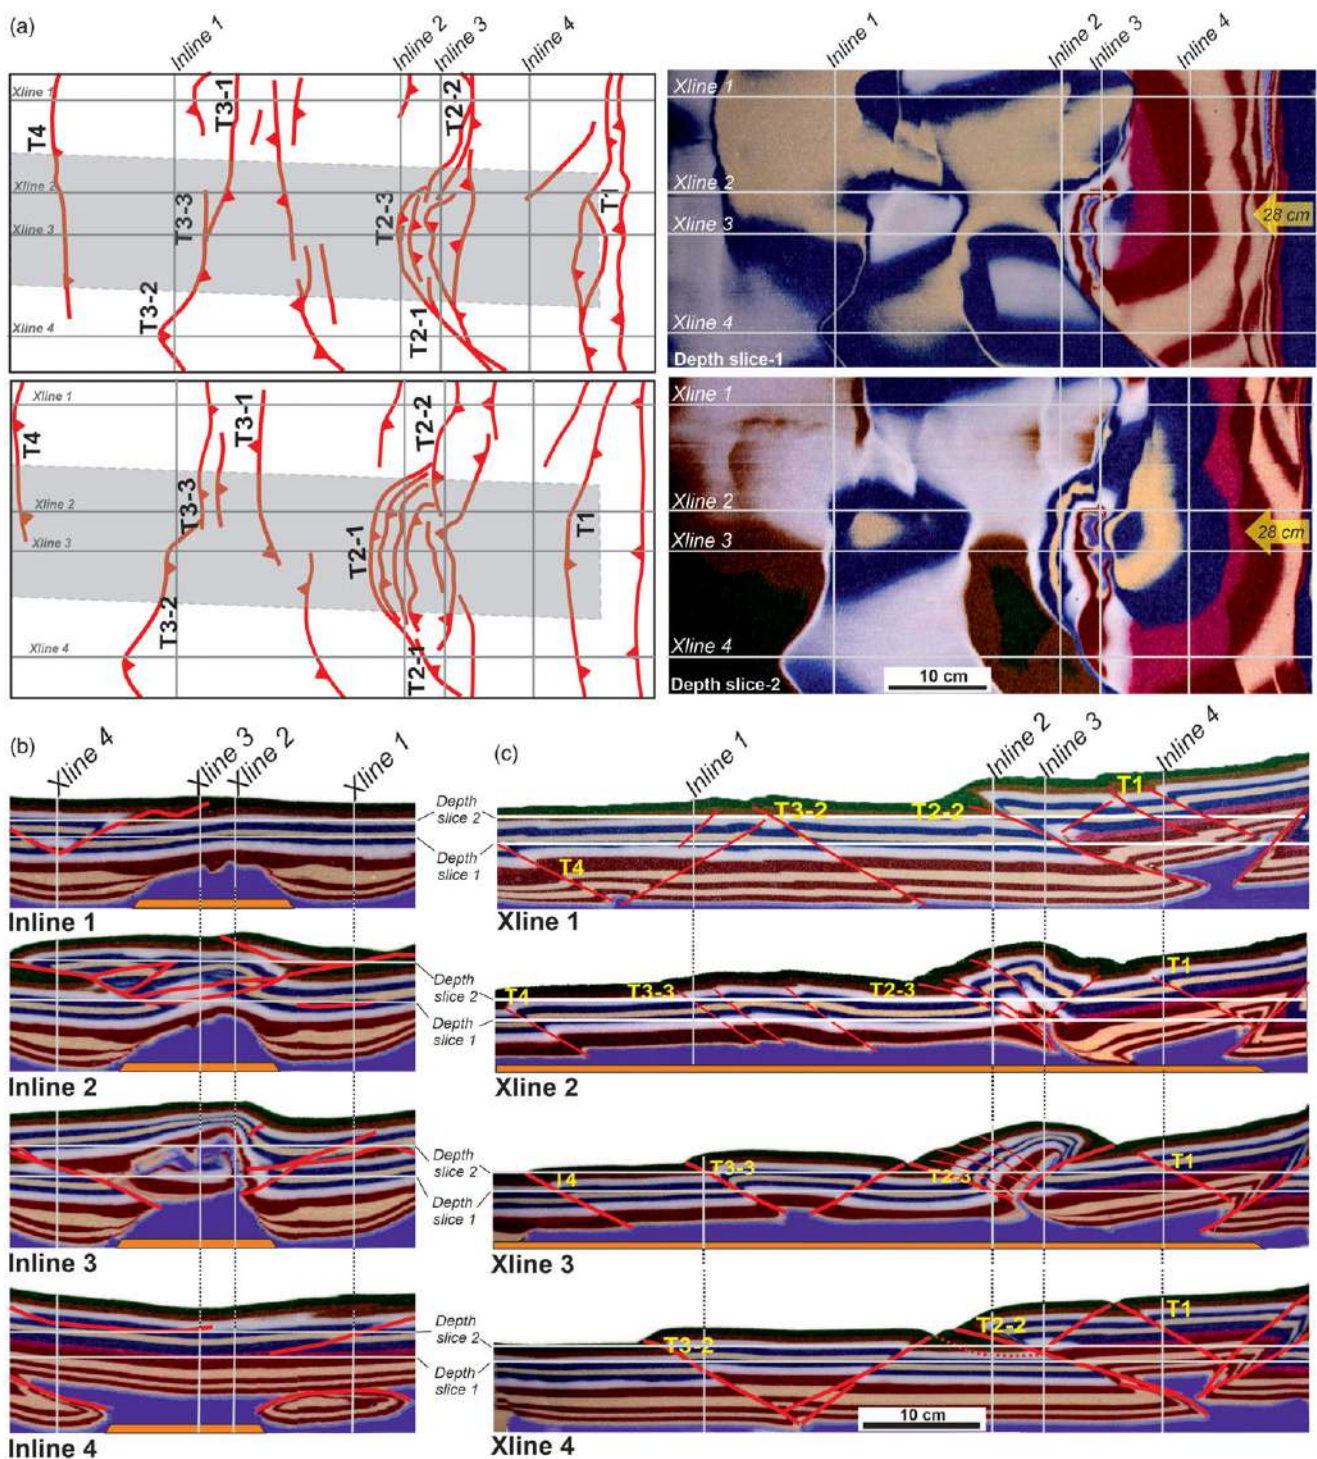 (a)
Inline 1
Inline 2
Inline 3
Inline 4
Xline 1
Xline 2
Xline 3
Xline 4
T4
T3-1
T3-3
T3-2
T2-2
T2-3
T2-1
T1
Inline 1
Inline 2
Inline 3
Inline 4
Xline 1
Xline 2
Xline 3
28 cm
Xline 4
Depth slice-1
Xline 1
Xline 2
Xline 3
Xline 4
T4
T3-1
T3-3
T3-2
T2-2
T2-1
T2-1
T1
Xline 1
Xline 2
Xline 3
28 cm
Xline 4
Depth slice-2
10 cm
(b)
Xline 4
Xline 3
Xline 2
Xline 1
Depth
slice 2
Depth
slice 1
Inline 1
Depth
slice 2
Depth
slice 1
Inline 2
Depth
slice 2
Depth
slice 1
Inline 3
Depth
slice 2
Depth
slice 1
Inline 4
(c)
Inline 1
Inline 2
Inline 3
Inline 4
T4
T3-2
T2-2
T1
Xline 1
T4
T3-3
T2-3
T1
Xline 2
T4
T3-3
T2-3
T1
Xline 3
T3-2
T2-2
T1
10 cm
Xline 4